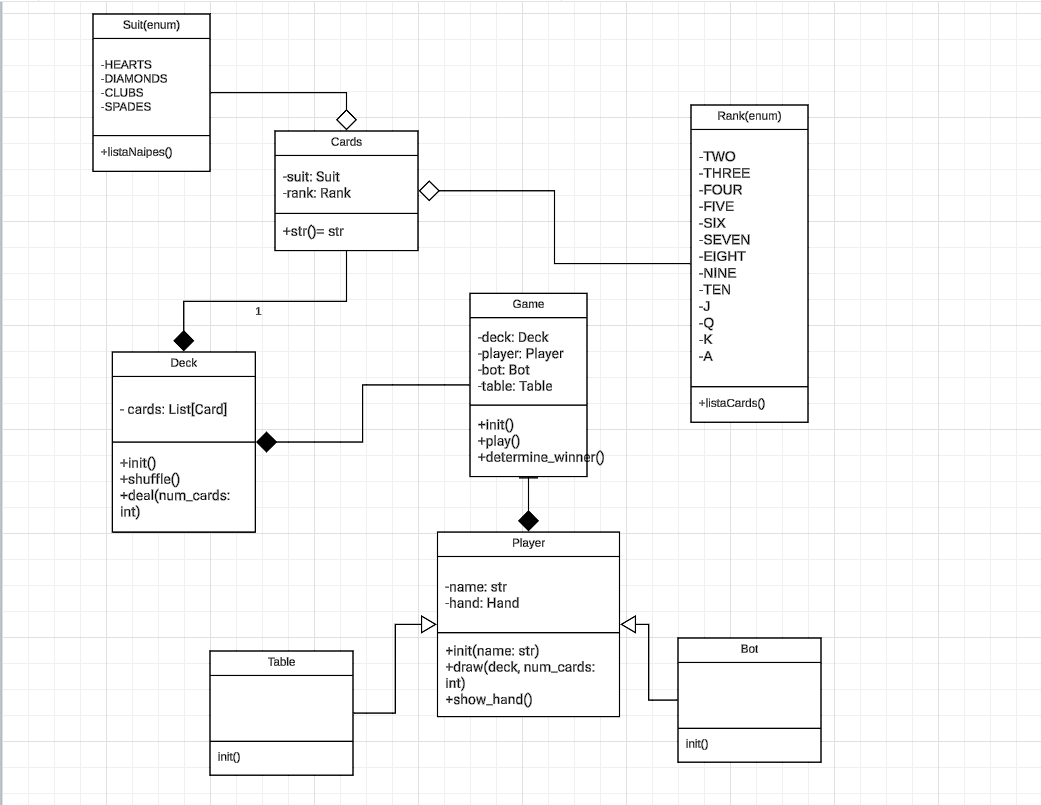 Suit(enum)
-HEARTS
-DIAMONDS
-CLUBS
-SPADES
+listaNaipes()
Cards
-suit: Suit
-rank: Rank
+str()= str
Rank(enum)
-TWO
-THREE
-FOUR
-FIVE
-SIX
-SEVEN
-EIGHT
-NINE
-TEN
-J
-Q
-K
-A
+listaCards()
1
Deck
- cards: List[Card]
+init()
+shuffle()
+deal(num_cards:
int)
Game
-deck: Deck
-player: Player
-bot: Bot
-table: Table
+init()
+play()
+determine_winner()
Player
-name: str
-hand: Hand
+init(name: str)
+draw(deck, num_cards:
int)
+show_hand()
Table
init()
Bot
init()